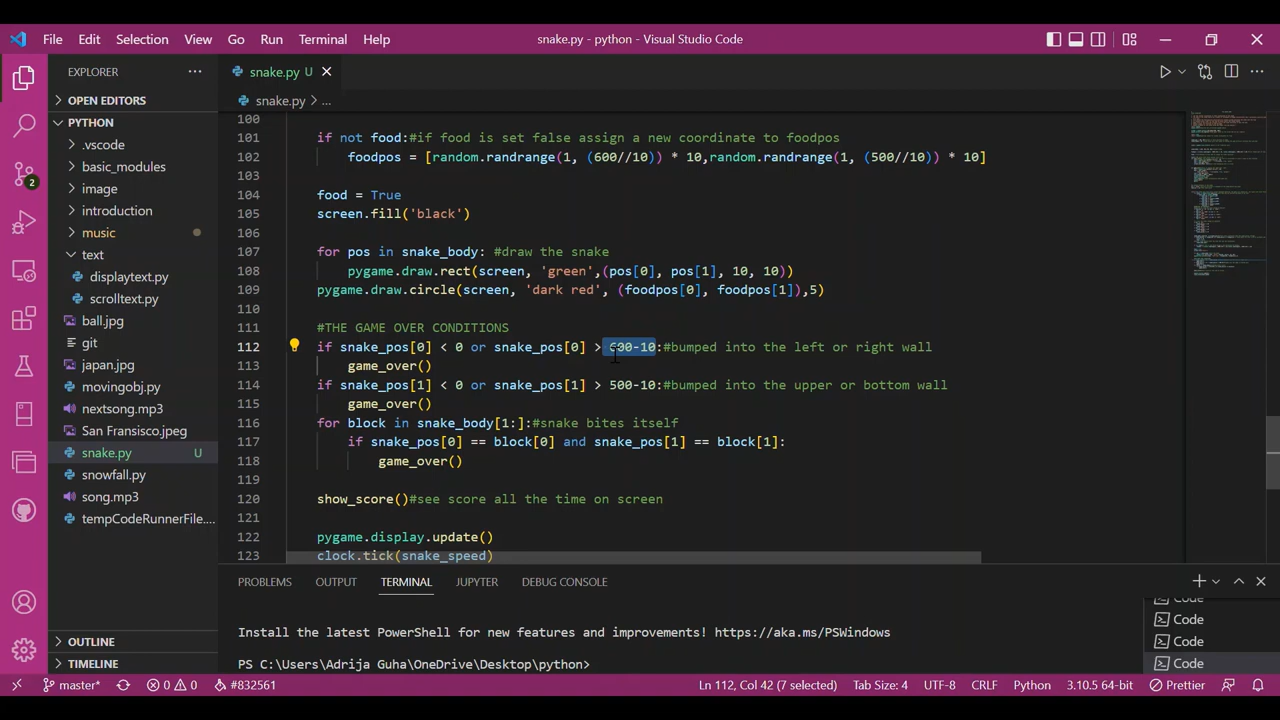 File Edit Selection View Go Run Terminal Help snake.py - python - Visual Studio Code
EXPLORER
snake.py U
OPEN EDITORS
snake.py > ...
PYTHON
.vscode
basic_modules
image
introduction
music
text
displaytext.py
scrolltext.py
ball.jpg
git
japan.jpg
movingobj.py
nextsong.mp3
San Fransisco.jpeg
snake.py U
snowfall.py
song.mp3
tempCodeRunnerFile....
OUTLINE
TIMELINE
2
100
101 if not food:#if food is set false assign a new coordinate to foodpos
102 foodpos = [random.randrange(1, (600//10)) * 10,random.randrange(1, (500//10)) * 10]
103
104 food = True
105 screen.fill('black')
106
107 for pos in snake_body: #draw the snake
108 pygame.draw.rect(screen, 'green',(pos[0], pos[1], 10, 10))
109 pygame.draw.circle(screen, 'dark red', (foodpos[0], foodpos[1]),5)
110
111 #THE GAME OVER CONDITIONS
112 if snake_pos[0] < 0 or snake_pos[0] > 600-10:#bumped into the left or right wall
113 game_over()
114 if snake_pos[1] < 0 or snake_pos[1] > 500-10:#bumped into the upper or bottom wall
115 game_over()
116 for block in snake_body[1:]:#snake bites itself
117 if snake_pos[0] == block[0] and snake_pos[1] == block[1]:
118 game_over()
119
120 show_score()#see score all the time on screen
121
122 pygame.display.update()
123 clock.tick(snake_speed)
PROBLEMS OUTPUT TERMINAL JUPYTER DEBUG CONSOLE
Install the latest PowerShell for new features and improvements! https://aka.ms/PSWindows
PS C:\Users\Adrija Guha\OneDrive\Desktop\python>
Code
Code
Code
Code
master* 0 0 #832561 Ln 112, Col 42 (7 selected) Tab Size: 4 UTF-8 CRLF Python 3.10.5 64-bit Prettier